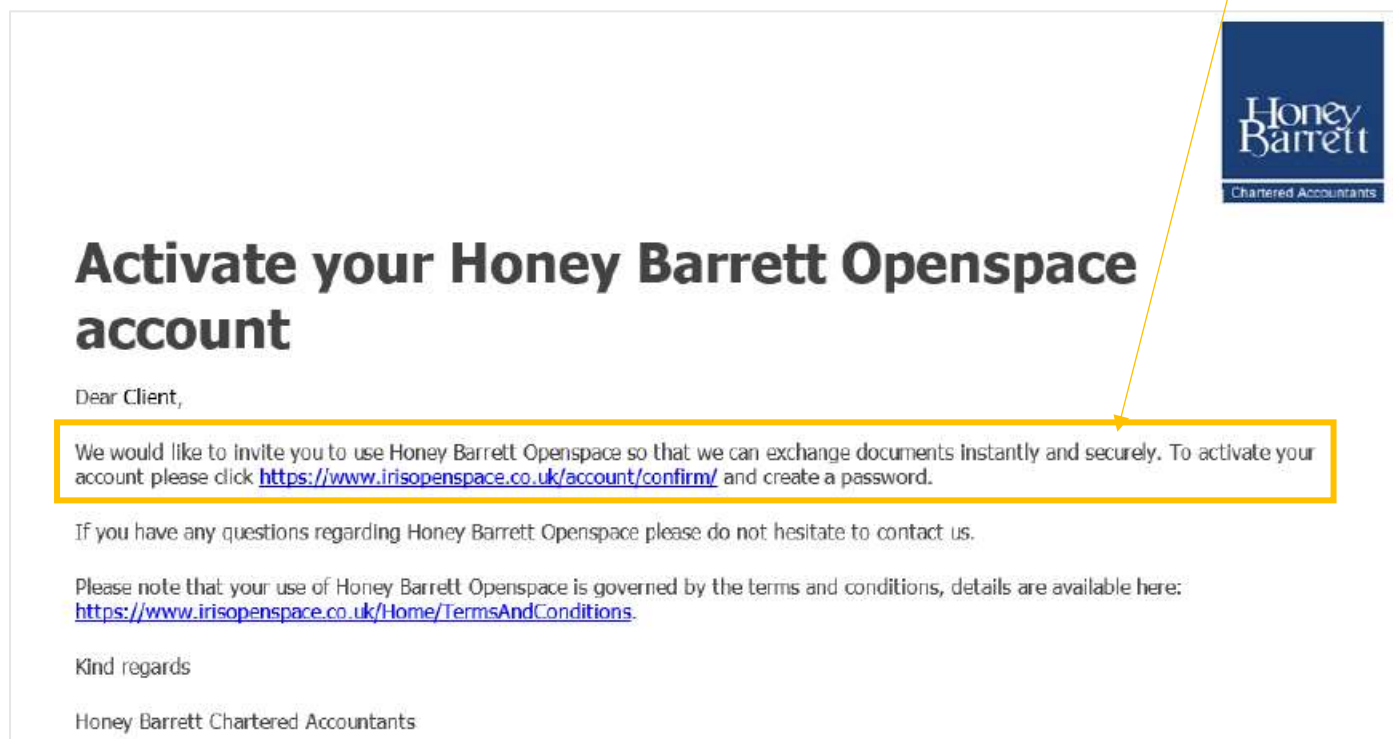 Honey
Barrett
Chartered Accountants
Activate your Honey Barrett Openspace
account
Dear Client,
We would like to invite you to use Honey Barrett Openspace so that we can exchange documents instantly and securely. To activate your
account please click https://www.irisopenspace.co.uk/account/confirm/ and create a password.
If you have any questions regarding Honey Barrett Openspace please do not hesitate to contact us.
Please note that your use of Honey Barrett Openspace is governed by the terms and conditions, details are available here:
https://www.irisopenspace.co.uk/Home/TermsAndConditions.
Kind regards
Honey Barrett Chartered Accountants